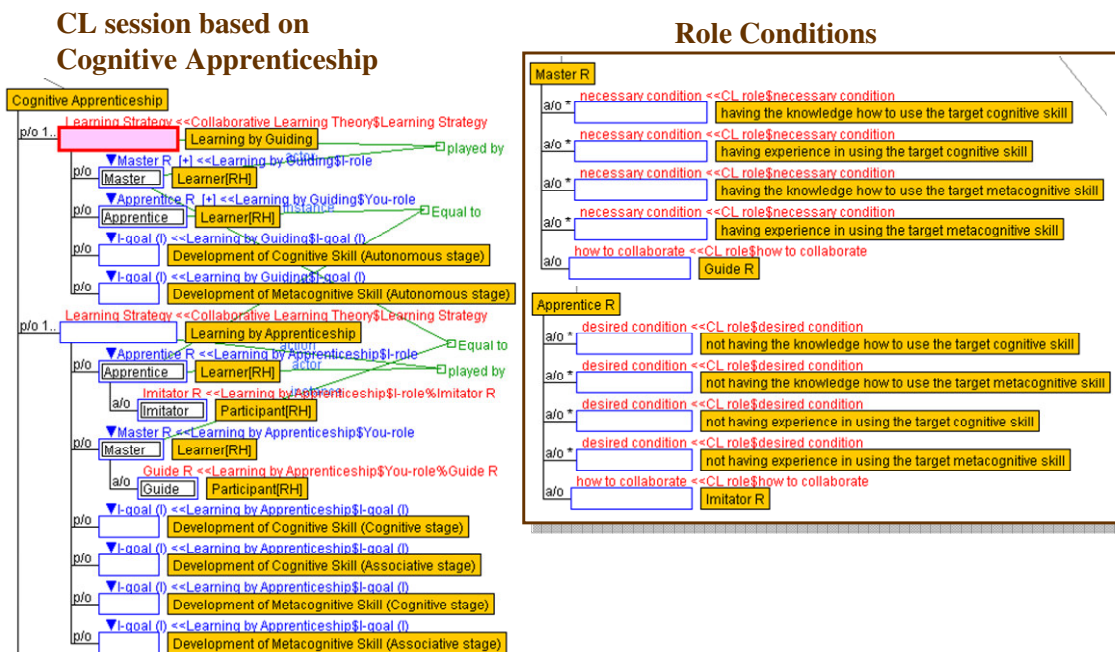 CL session based on
Cognitive Apprenticeship
Cognitive Apprenticeship
Learning Strategy <<Collaborative Learning Theory$Learning Strategy
p/o 1... Learning by Guiding
played by
actor
▼Master R [+] <<Learning by Guiding$I-role
p/o Master Learner[RH]
▼Apprentice R [+] <<Learning by Guiding$You-role
instance
p/o Apprentice Learner[RH]
Equal to
▼I-goal (I) <<Learning by Guiding$I-goal (I)
p/o Development of Cognitive Skill (Autonomous stage)
▼I-goal (I) <<Learning by Guiding$I-goal (I)
p/o Development of Metacognitive Skill (Autonomous stage)
Learning Strategy <<Collaborative Learning Theory$Learning Strategy
p/o 1... Learning by Apprenticeship
Equal to
action
▼Apprentice R <<Learning by Apprenticeship$I-role
actor
played by
p/o Apprentice Learner[RH]
instance
Imitator R <<Learning by Apprenticeship$I-role%Imitator R
a/o Imitator Participant[RH]
▼Master R <<Learning by Apprenticeship$You-role
p/o Master Learner[RH]
Guide R <<Learning by Apprenticeship$You-role%Guide R
a/o Guide Participant[RH]
▼I-goal (I) <<Learning by Apprenticeship$I-goal (I)
p/o Development of Cognitive Skill (Cognitive stage)
▼I-goal (I) <<Learning by Apprenticeship$I-goal (I)
p/o Development of Cognitive Skill (Associative stage)
▼I-goal (I) <<Learning by Apprenticeship$I-goal (I)
p/o Development of Metacognitive Skill (Cognitive stage)
▼I-goal (I) <<Learning by Apprenticeship$I-goal (I)
p/o Development of Metacognitive Skill (Associative stage)
Role Conditions
Master R
necessary condition <<CL role$necessary condition
a/o * having the knowledge how to use the target cognitive skill
necessary condition <<CL role$necessary condition
a/o * having experience in using the target cognitive skill
necessary condition <<CL role$necessary condition
a/o * having the knowledge how to use the target metacognitive skill
necessary condition <<CL role$necessary condition
a/o * having experience in using the target metacognitive skill
how to collaborate <<CL role$how to collaborate
a/o Guide R
Apprentice R
desired condition <<CL role$desired condition
a/o * not having the knowledge how to use the target cognitive skill
desired condition <<CL role$desired condition
a/o * not having the knowledge how to use the target metacognitive skill
desired condition <<CL role$desired condition
a/o * not having experience in using the target cognitive skill
desired condition <<CL role$desired condition
a/o * not having experience in using the target metacognitive skill
how to collaborate <<CL role$how to collaborate
a/o Imitator R